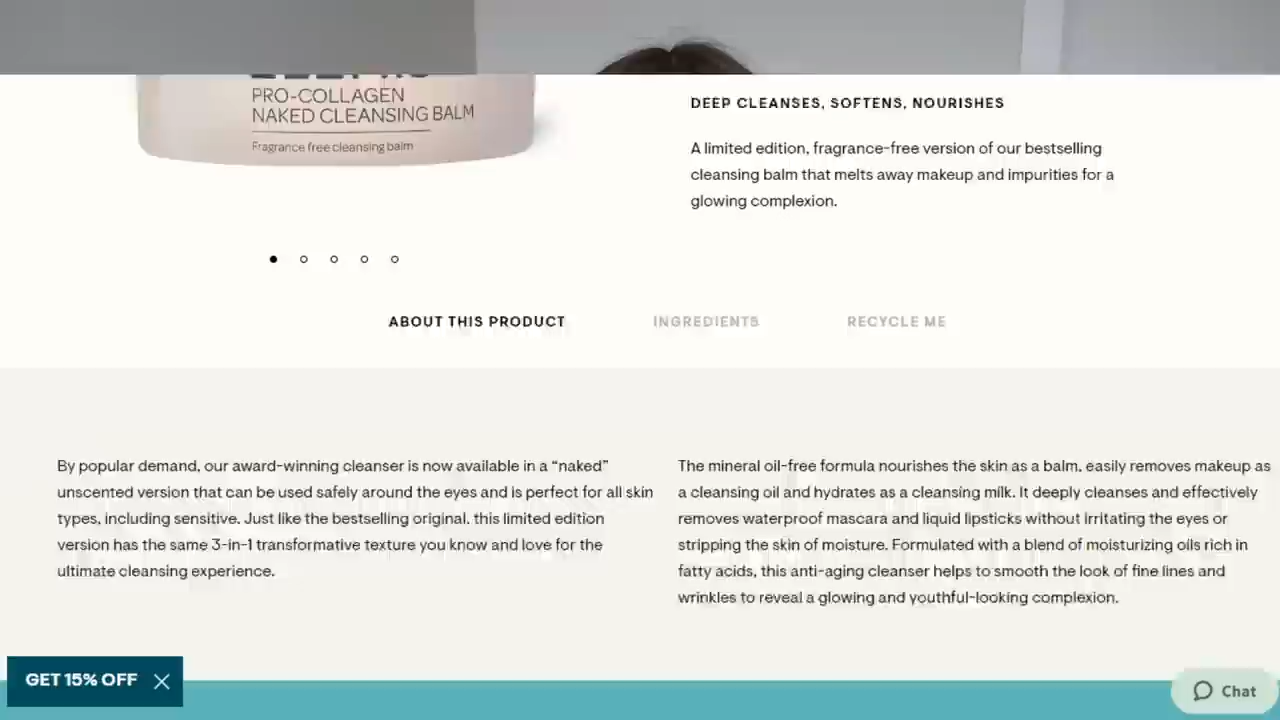 PRO-COLLAGEN
NAKED CLEANSING BALM
Fragrance free cleansing balm
DEEP CLEANSES, SOFTENS, NOURISHES
A limited edition, fragrance-free version of our bestselling
cleansing balm that melts away makeup and impurities for a
glowing complexion.
ABOUT THIS PRODUCT
INGREDIENTS
RECYCLE ME
By popular demand, our award-winning cleanser is now available in a “naked”
unscented version that can be used safely around the eyes and is perfect for all skin
types, including sensitive. Just like the bestselling original, this limited edition
version has the same 3-in-1 transformative texture you know and love for the
ultimate cleansing experience.
The mineral oil-free formula nourishes the skin as a balm, easily removes makeup as
a cleansing oil and hydrates as a cleansing milk. It deeply cleanses and effectively
removes waterproof mascara and liquid lipsticks without irritating the eyes or
stripping the skin of moisture. Formulated with a blend of moisturizing oils rich in
fatty acids, this anti-aging cleanser helps to smooth the look of fine lines and
wrinkles to reveal a glowing and youthful-looking complexion.
GET 15% OFF
Chat